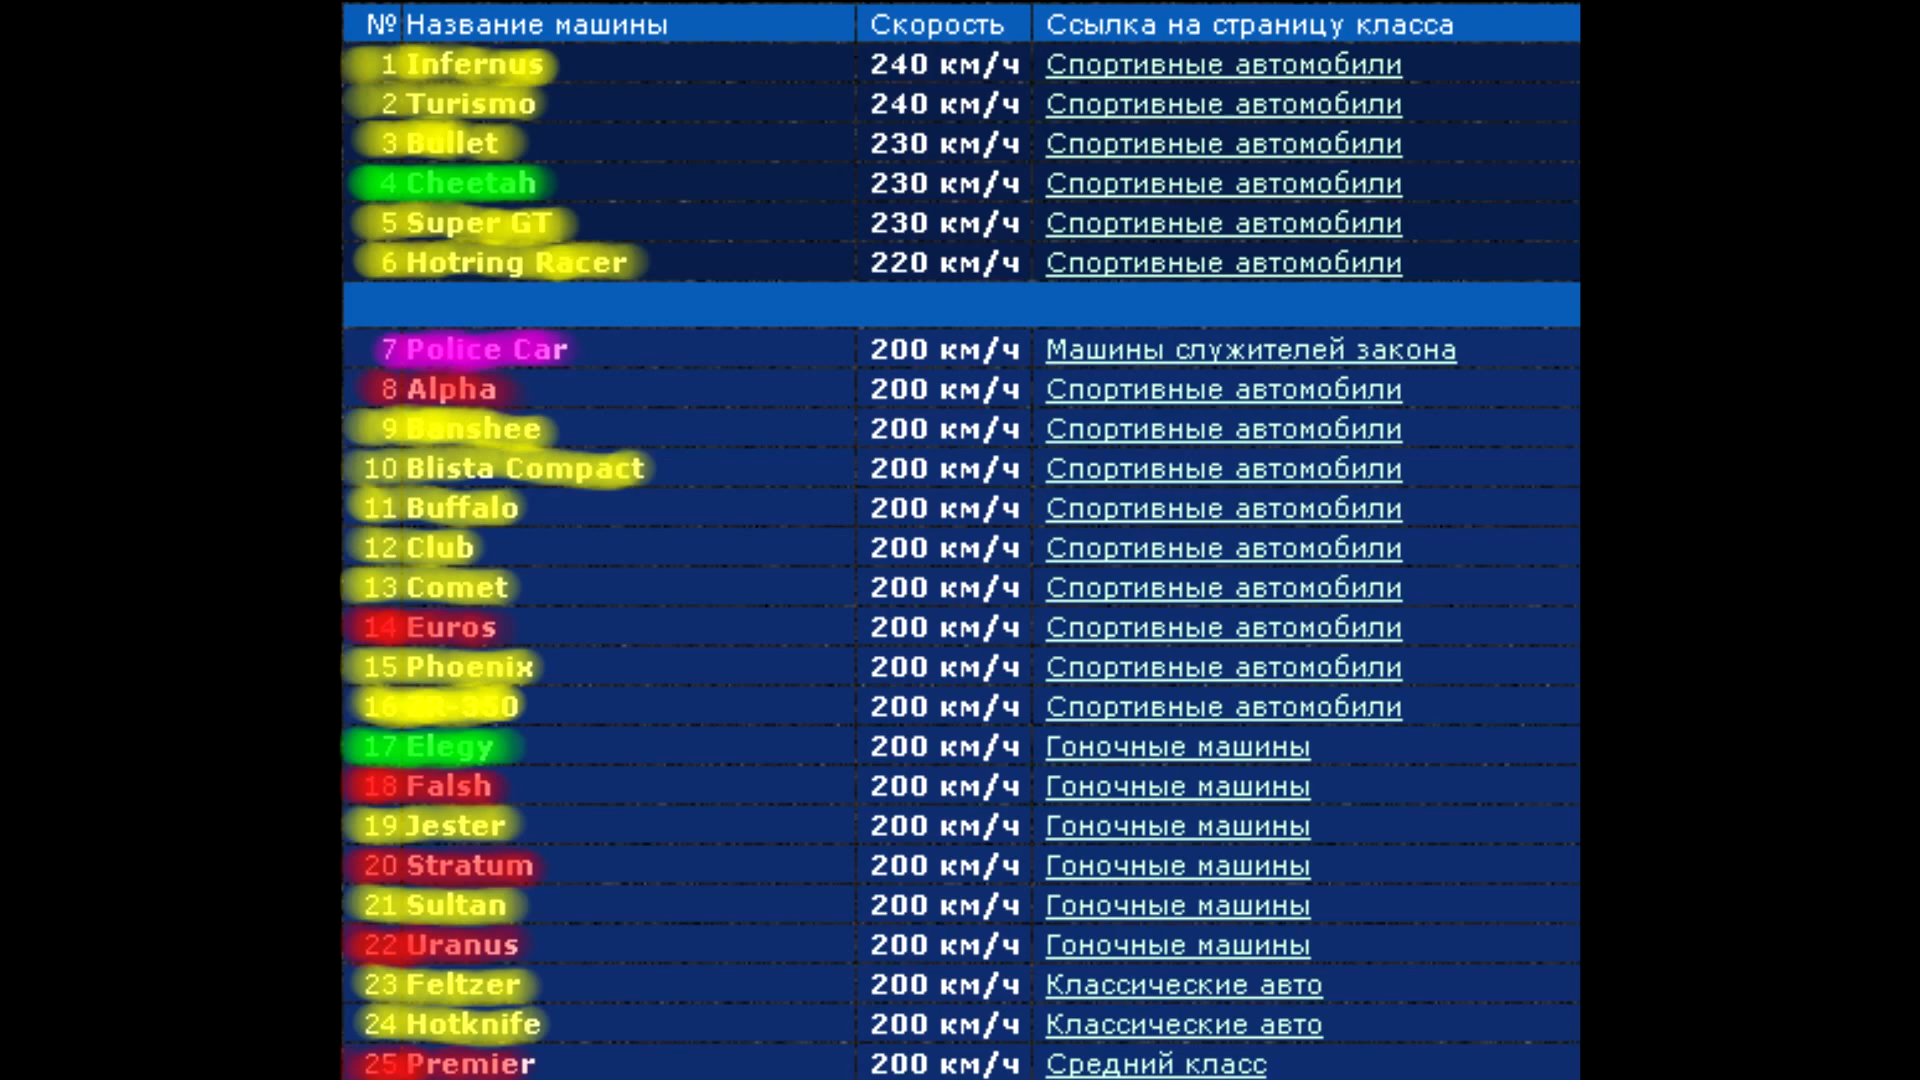 № Название машины Скорость Ссылка на страницу класса
1 Infernus 240 км/ч Спортивные автомобили
2 Turismo 240 км/ч Спортивные автомобили
3 Bullet 230 км/ч Спортивные автомобили
4 Cheetah 230 км/ч Спортивные автомобили
5 Super GT 230 км/ч Спортивные автомобили
6 Hotring Racer 220 км/ч Спортивные автомобили
7 Police Car 200 км/ч Машины служителей закона
8 Alpha 200 км/ч Спортивные автомобили
9 Banshee 200 км/ч Спортивные автомобили
10 Blista Compact 200 км/ч Спортивные автомобили
11 Buffalo 200 км/ч Спортивные автомобили
12 Club 200 км/ч Спортивные автомобили
13 Comet 200 км/ч Спортивные автомобили
14 Euros 200 км/ч Спортивные автомобили
15 Phoenix 200 км/ч Спортивные автомобили
16 ZR-350 200 км/ч Спортивные автомобили
17 Elegy 200 км/ч Гоночные машины
18 Falsh 200 км/ч Гоночные машины
19 Jester 200 км/ч Гоночные машины
20 Stratum 200 км/ч Гоночные машины
21 Sultan 200 км/ч Гоночные машины
22 Uranus 200 км/ч Гоночные машины
23 Feltzer 200 км/ч Классические авто
24 Hotknife 200 км/ч Классические авто
25 Premier 200 км/ч Средний класс